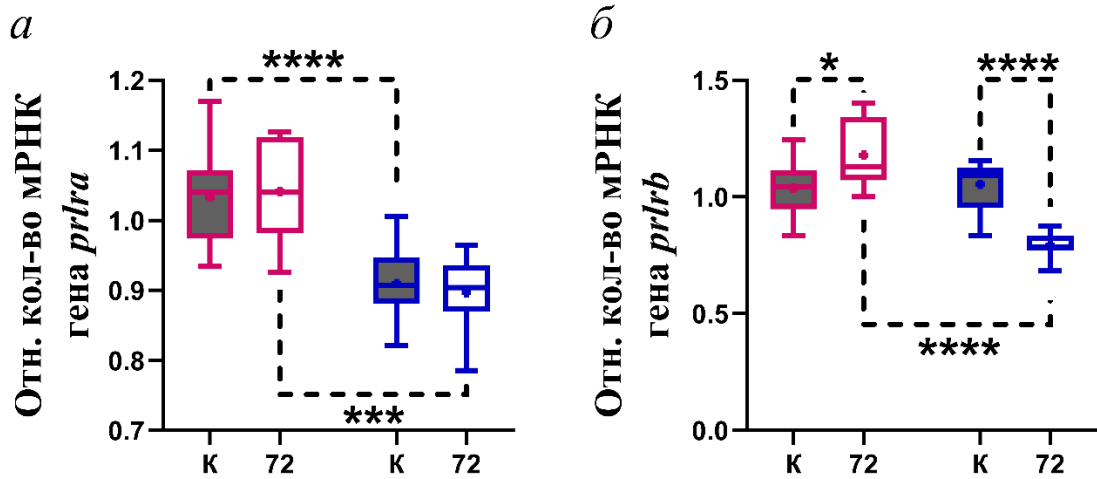 а
б
****
*
****
1.2
1.1
1.0
0.9
0.8
0.7
Отн. кол-во мРНК
гена prlra
***
К 72 К 72
1.5
1.0
0.5
0.0
Отн. кол-во мРНК
гена prlrb
****
К 72 К 72